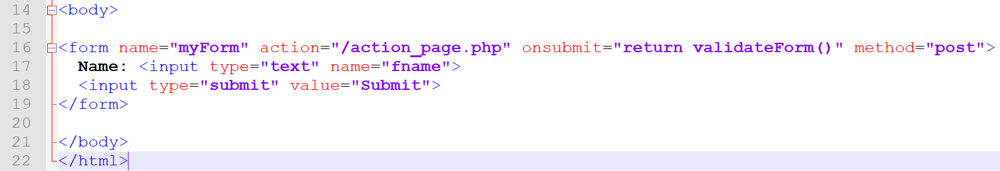 14 <body>
15
16 <form name="myForm" action="/action_page.php" onsubmit="return validateForm()" method="post">
17 Name: <input type="text" name="fname">
18 <input type="submit" value="Submit">
19 </form>
20
21 </body>
22 </html>